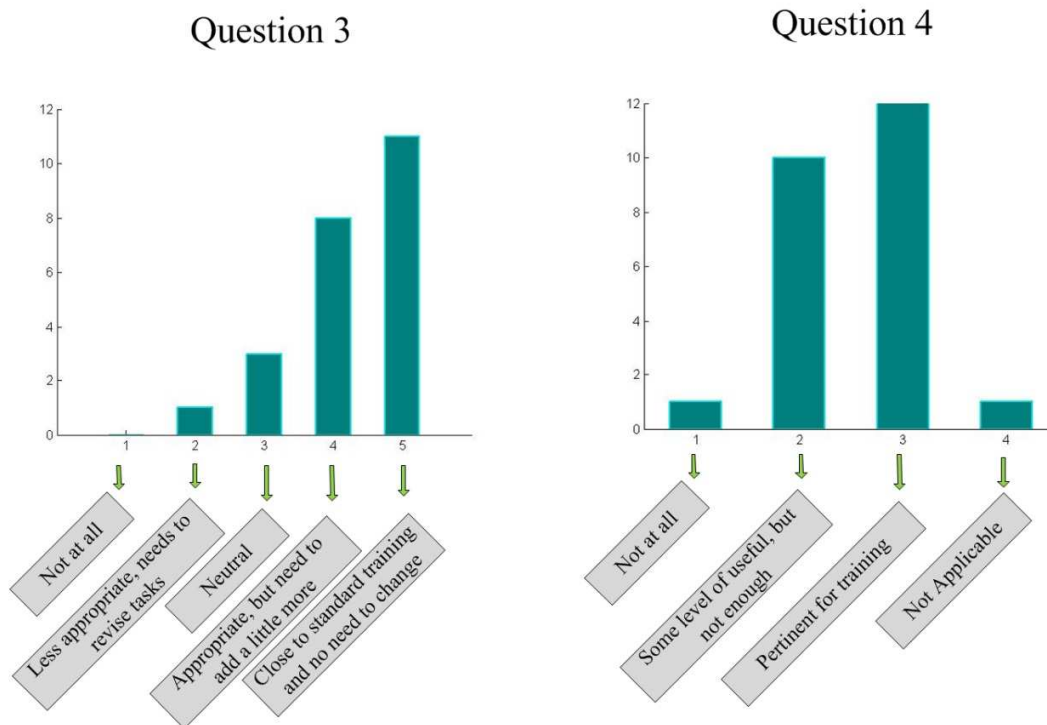 Question 3
12
10
8
6
4
2
0
1 2 3 4 5
Not at all
Less appropriate, needs to
revise tasks
Neutral
Appropriate, but need to
add a little more
Close to standard training
and no need to change
Question 4
12
10
8
6
4
2
0
1 2 3 4
Not at all
Some level of useful, but
not enough
Pertinent for training
Not Applicable